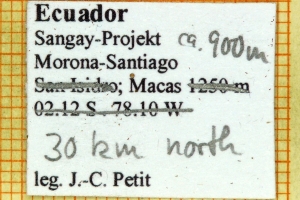 Ecuador
Sangay-Projekt ca. 900 m
Morona-Santiago
San Isidro; Macas 1250 m
02.12 S 78.10 W
30 km north
leg. J.-C. Petit